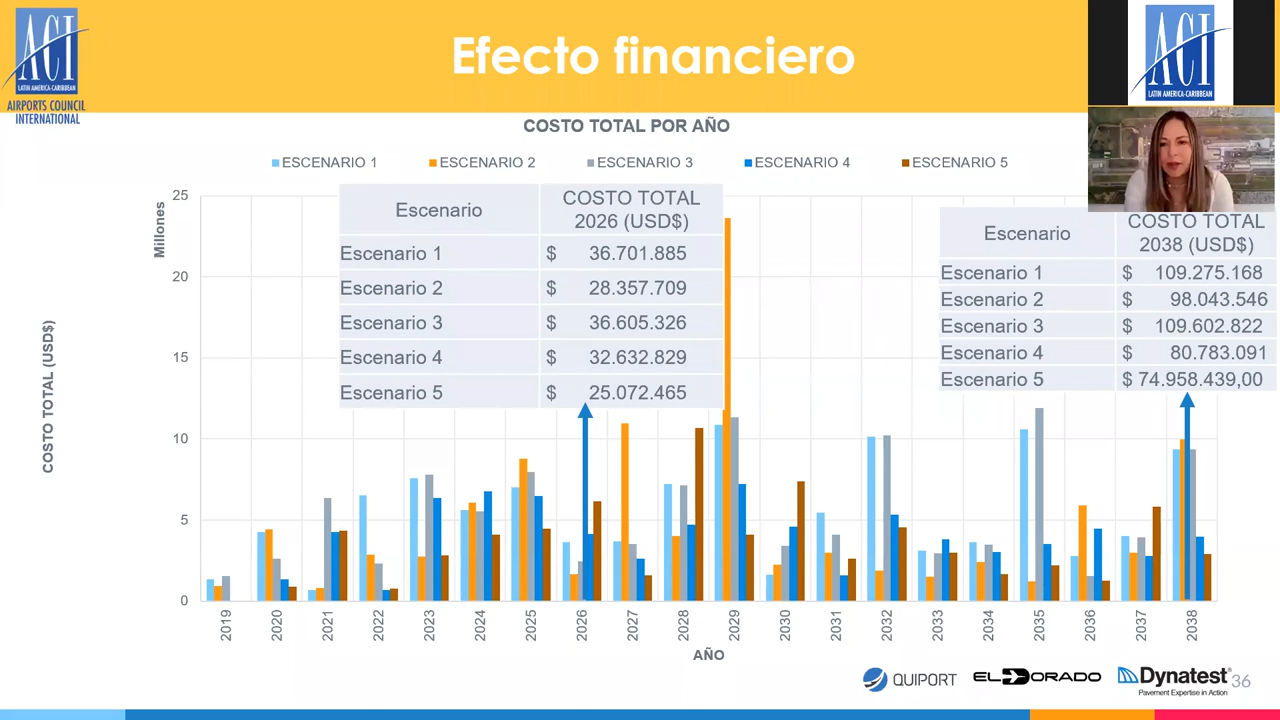 ACI
LATIN AMERICA-CARIBBEAN
AIRPORTS COUNCIL
INTERNATIONAL
Efecto financiero
ACI
LATIN AMERICA-CARIBBEAN
COSTO TOTAL POR AÑO
ESCENARIO 1 ESCENARIO 2 ESCENARIO 3 ESCENARIO 4 ESCENARIO 5
COSTO TOTAL (USD$)
Millones
25
20
15
10
5
0
Escenario COSTO TOTAL 2026 (USD$)
Escenario 1 $ 36.701.885
Escenario 2 $ 28.357.709
Escenario 3 $ 36.605.326
Escenario 4 $ 32.632.829
Escenario 5 $ 25.072.465
Escenario COSTO TOTAL 2038 (USD$)
Escenario 1 $ 109.275.168
Escenario 2 $ 98.043.546
Escenario 3 $ 109.602.822
Escenario 4 $ 80.783.091
Escenario 5 $ 74.958.439,00
2019 2020 2021 2022 2023 2024 2025 2026 2027 2028 2029 2030 2031 2032 2033 2034 2035 2036 2037 2038
AÑO
QUIPORT
EL DORADO
Dynatest®
Pavement Expertise in Action
36